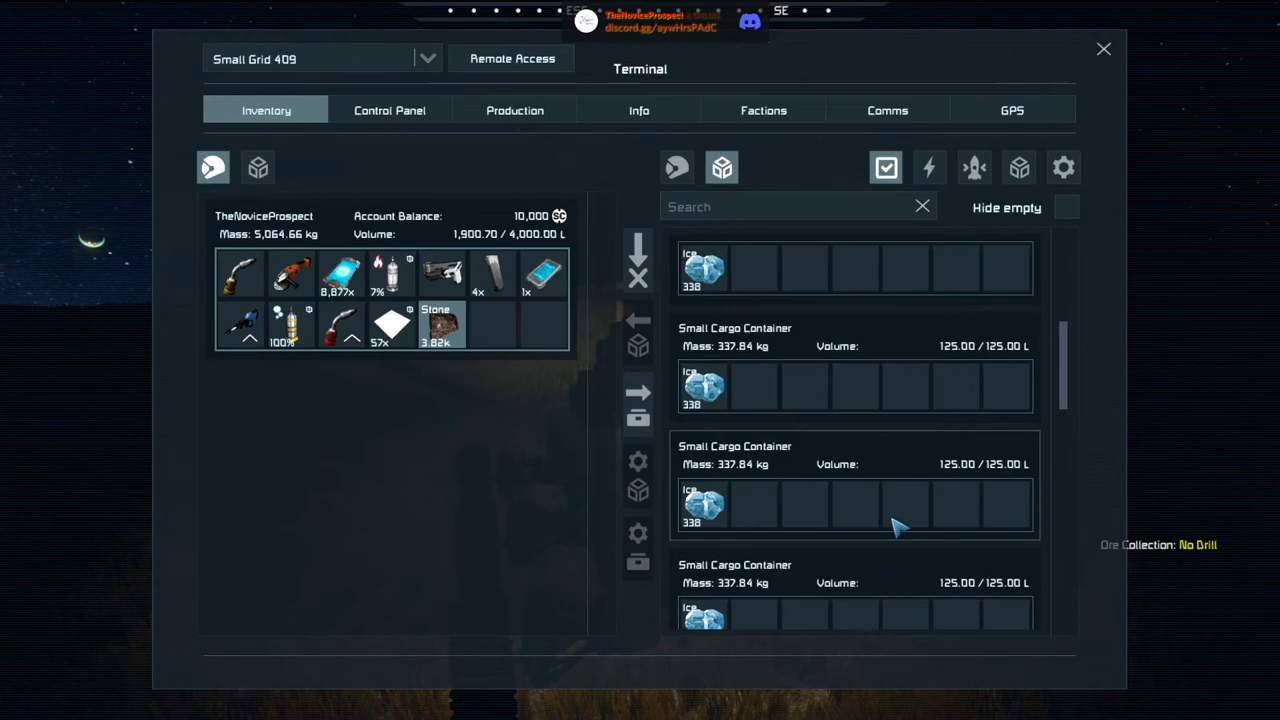 ESE
SE
TheNoviceProspect
discord.gg/aywHrsPAdC
Small Grid 409
Remote Access
Terminal
Inventory
Control Panel
Production
Info
Factions
Comms
GPS
Search
Hide empty
TheNoviceProspect
Account Balance:
10,000
Mass: 5,064.66 kg
Volume:
1,900.70 / 4,000.00 L
8,877x
7%
4x
1x
100%
57x
Stone
3.82k
Ice
338
Small Cargo Container
Mass: 337.84 kg
Volume:
125.00 / 125.00 L
Ice
338
Small Cargo Container
Mass: 337.84 kg
Volume:
125.00 / 125.00 L
Ice
338
Ore Collection: No Drill
Small Cargo Container
Mass: 337.84 kg
Volume:
125.00 / 125.00 L
Ice